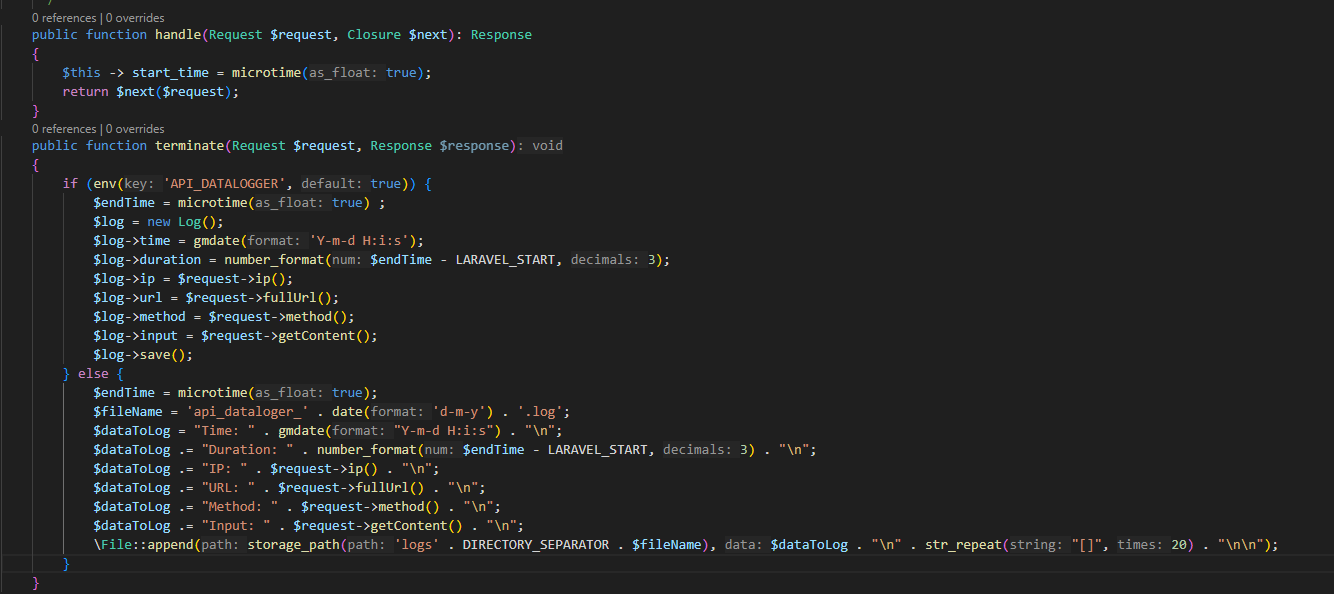 0 references | 0 overrides
public function handle(Request $request, Closure $next): Response
{
$this -> start_time = microtime(as_float: true);
return $next($request);
}
0 references | 0 overrides
public function terminate(Request $request, Response $response): void
{
if (env(key: 'API_DATALOGGER', default: true)) {
$endTime = microtime(as_float: true) ;
$log = new Log();
$log->time = gmdate(format: 'Y-m-d H:i:s');
$log->duration = number_format(num: $endTime - LARAVEL_START, decimals: 3);
$log->ip = $request->ip();
$log->url = $request->fullUrl();
$log->method = $request->method();
$log->input = $request->getContent();
$log->save();
} else {
$endTime = microtime(as_float: true);
$fileName = 'api_dataloger_' . date(format: 'd-m-y') . '.log';
$dataToLog = "Time: " . gmdate(format: "Y-m-d H:i:s") . "\n";
$dataToLog .= "Duration: " . number_format(num: $endTime - LARAVEL_START, decimals: 3) . "\n";
$dataToLog .= "IP: " . $request->ip() . "\n";
$dataToLog .= "URL: " . $request->fullUrl() . "\n";
$dataToLog .= "Method: " . $request->method() . "\n";
$dataToLog .= "Input: " . $request->getContent() . "\n";
\File::append(path: storage_path(path: 'logs' . DIRECTORY_SEPARATOR . $fileName), data: $dataToLog . "\n" . str_repeat(string: "[]", times: 20) . "\n\n");
}
}